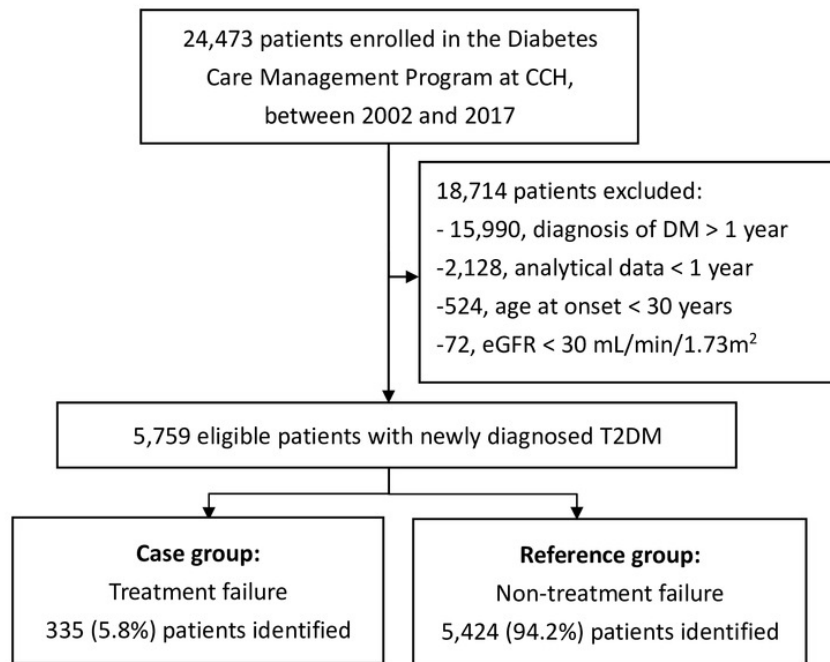 24,473 patients enrolled in the Diabetes
Care Management Program at CCH,
between 2002 and 2017
18,714 patients excluded:
- 15,990, diagnosis of DM > 1 year
-2,128, analytical data < 1 year
-524, age at onset < 30 years
-72, eGFR < 30 mL/min/1.73m²
5,759 eligible patients with newly diagnosed T2DM
Case group:
Treatment failure
335 (5.8%) patients identified
Reference group:
Non-treatment failure
5,424 (94.2%) patients identified